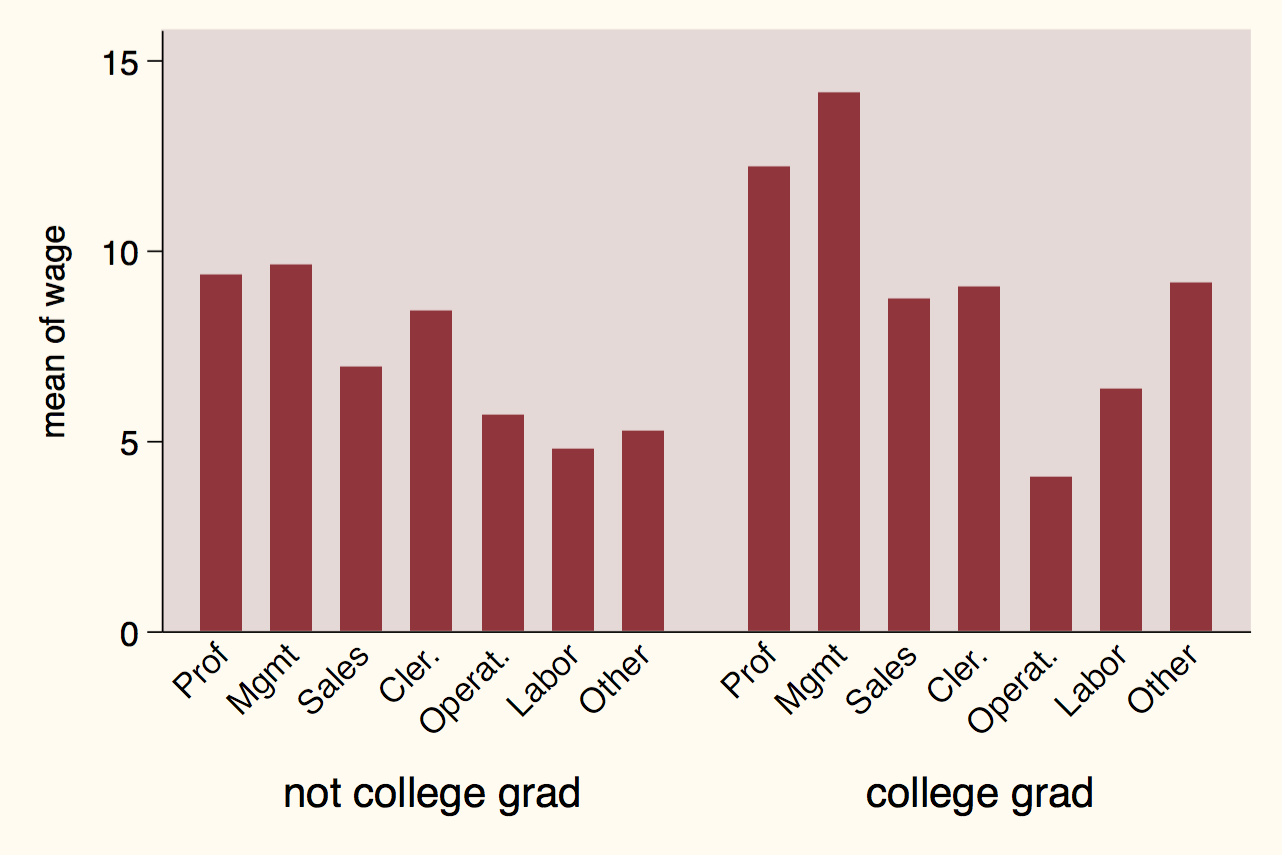 15
10
5
0
mean of wage
Prof
Mgmt
Sales
Cler.
Operat.
Labor
Other
Prof
Mgmt
Sales
Cler.
Operat.
Labor
Other
not college grad
college grad